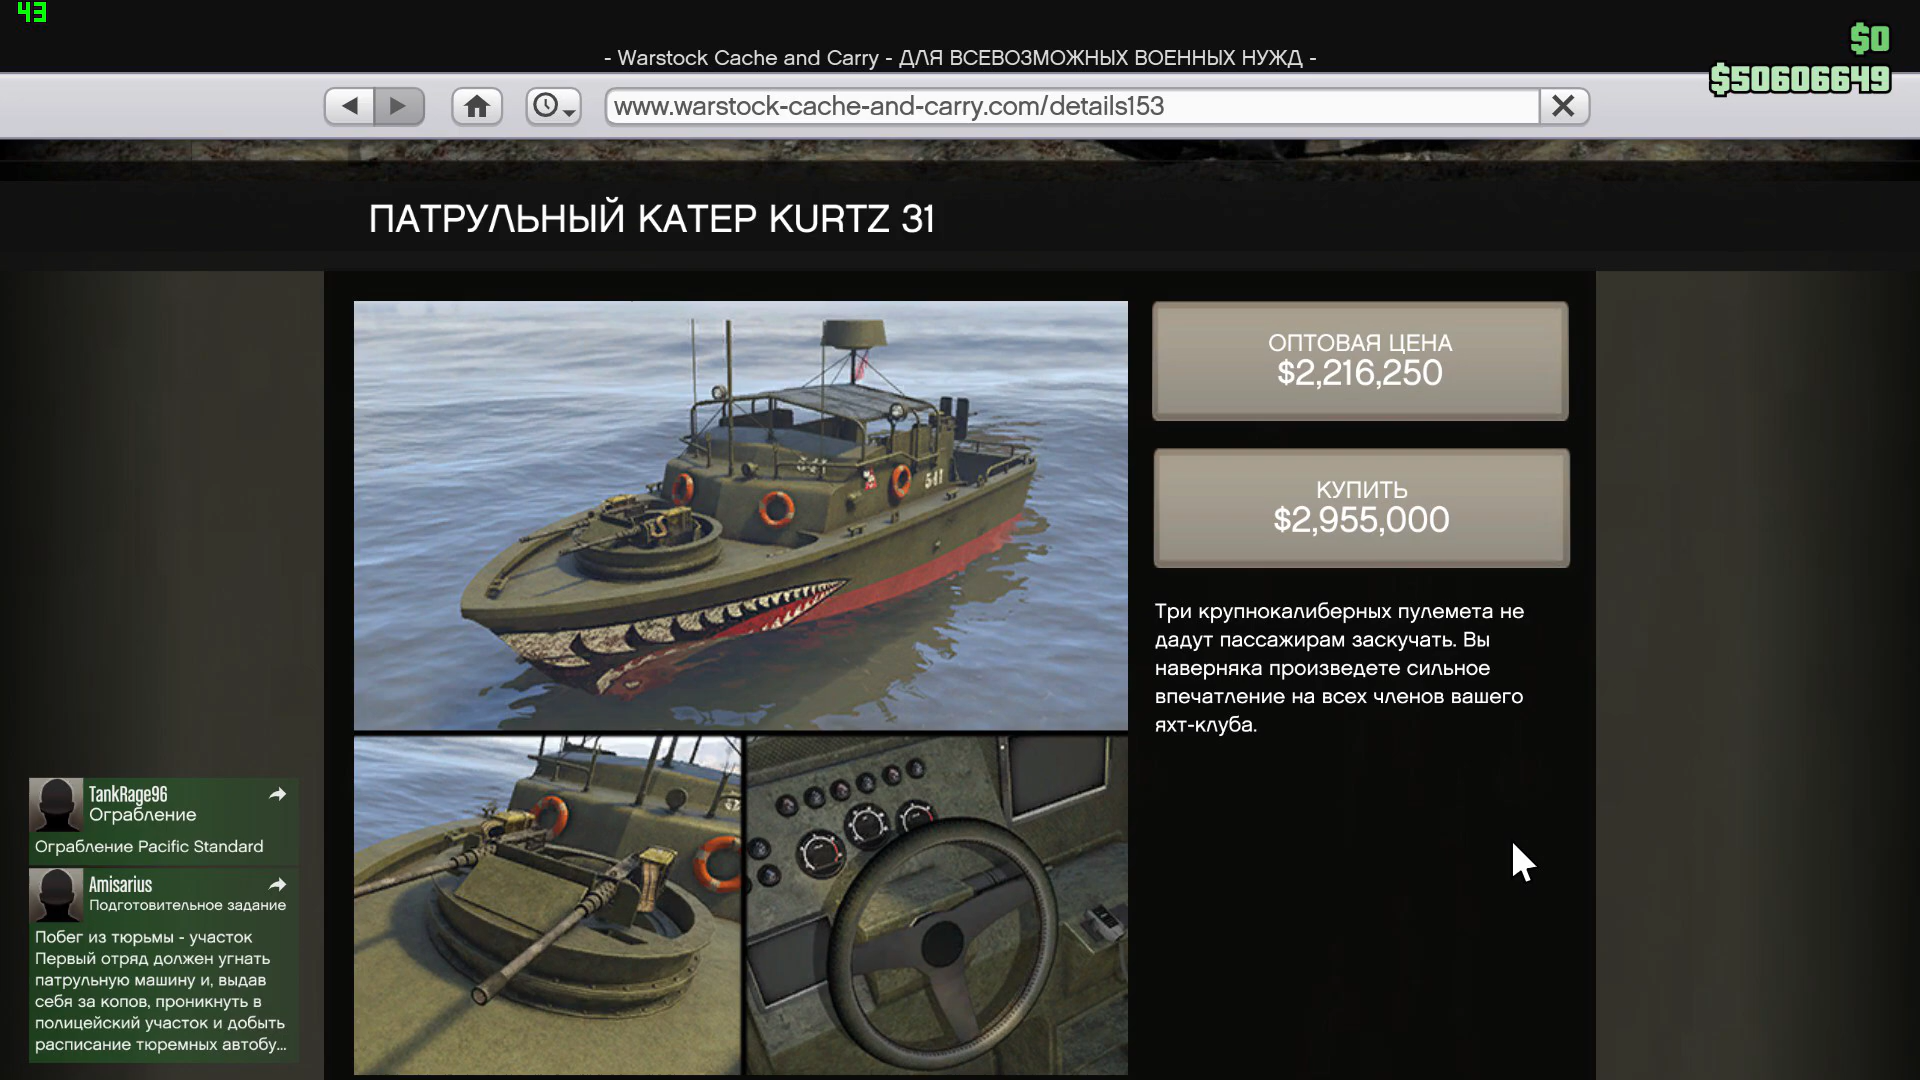 43
$0
- Warstock Cache and Carry - ДЛЯ ВСЕВОЗМОЖНЫХ ВОЕННЫХ НУЖД -
$50606649
www.warstock-cache-and-carry.com/details153
ПАТРУЛЬНЫЙ КАТЕР KURTZ 31
ОПТОВАЯ ЦЕНА
$2,216,250
КУПИТЬ
$2,955,000
Три крупнокалиберных пулемета не
дадут пассажирам заскучать. Вы
наверняка произведете сильное
впечатление на всех членов вашего
яхт-клуба.
541
541
TankRage96
Ограбление
Ограбление Pacific Standard
Amisarius
Подготовительное задание
Побег из тюрьмы - участок
Первый отряд должен угнать
патрульную машину и, выдав
себя за копов, проникнуть в
полицейский участок и добыть
расписание тюремных автобу...